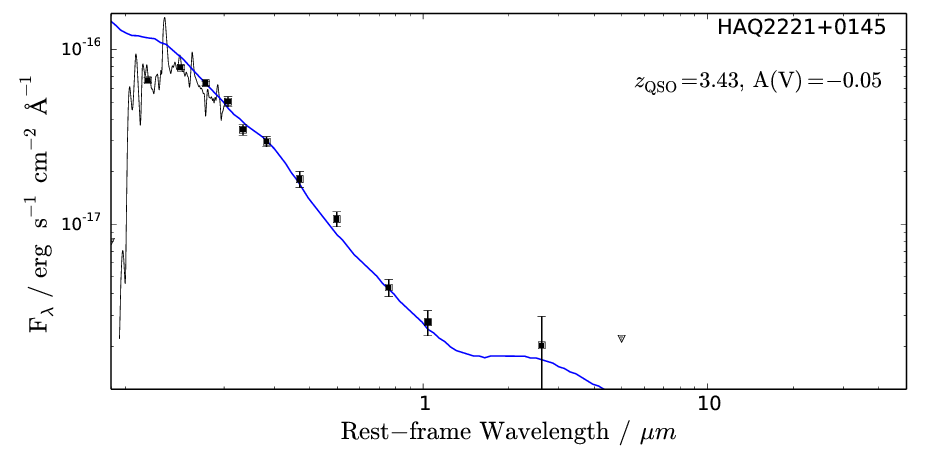 HAQ2221+0145
z_QSO=3.43, A(V)=−0.05
10^-16
10^-17
F_λ / erg s^−1 cm^−2 Å^−1
1 10
Rest−frame Wavelength / μm